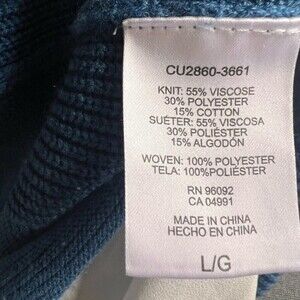 CU2860-3661
KNIT: 55% VISCOSE
30% POLYESTER
15% COTTON
SUÉTER: 55% VISCOSA
30% POLIÉSTER
15% ALGODÓN
WOVEN: 100% POLYESTER
TELA: 100%POLIÉSTER
RN 96092
CA 04991
MADE IN CHINA
HECHO EN CHINA
L/G